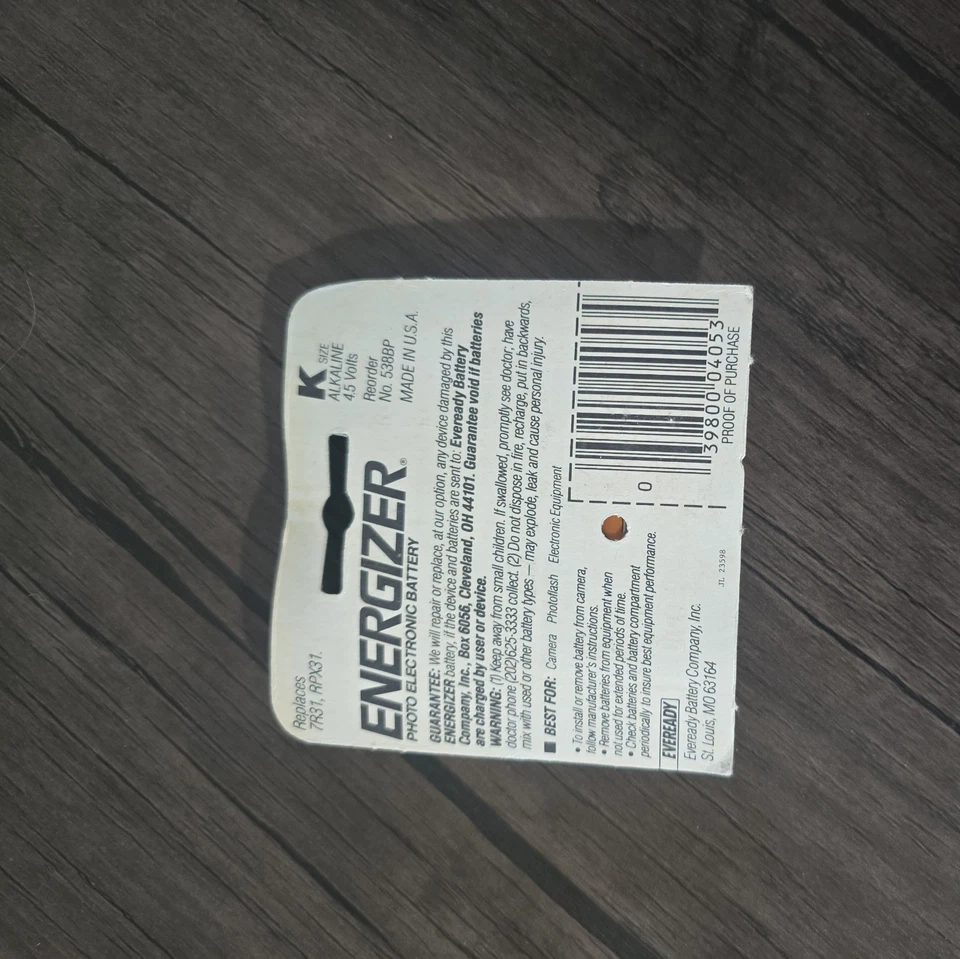 Replaces
7R31, RPX31.
K SIZE
ALKALINE
4.5 Volts
Reorder
No. 538BP
MADE IN U.S.A.
ENERGIZER®
PHOTO ELECTRONIC BATTERY
GUARANTEE: We will repair or replace, at our option, any device damaged by this
ENERGIZER battery, if the device and batteries are sent to: Eveready Battery
Company, Inc., Box 6056, Cleveland, OH 44101. Guarantee void if batteries
are charged by user or device.
WARNING: (1) Keep away from small children. If swallowed, promptly see doctor; have
doctor phone (202)625-3333 collect. (2) Do not dispose in fire, recharge, put in backwards,
mix with used or other battery types — may explode, leak and cause personal injury.
■ BEST FOR: Camera Photoflash Electronic Equipment
• To install or remove battery from camera,
follow manufacturer's instructions.
• Remove batteries from equipment when
not used for extended periods of time.
• Check batteries and battery compartment
periodically to insure best equipment performance.
EVEREADY
Eveready Battery Company, Inc.
St. Louis, MO 63164
J1. 23598
0
39800 04053
PROOF OF PURCHASE